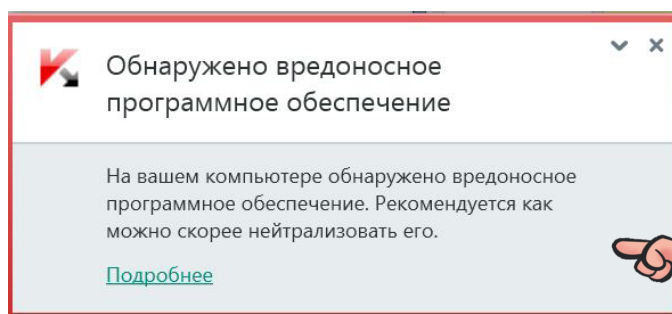 Обнаружено вредоносное
программное обеспечение
На вашем компьютере обнаружено вредоносное
программное обеспечение. Рекомендуется как
можно скорее нейтрализовать его.
Подробнее